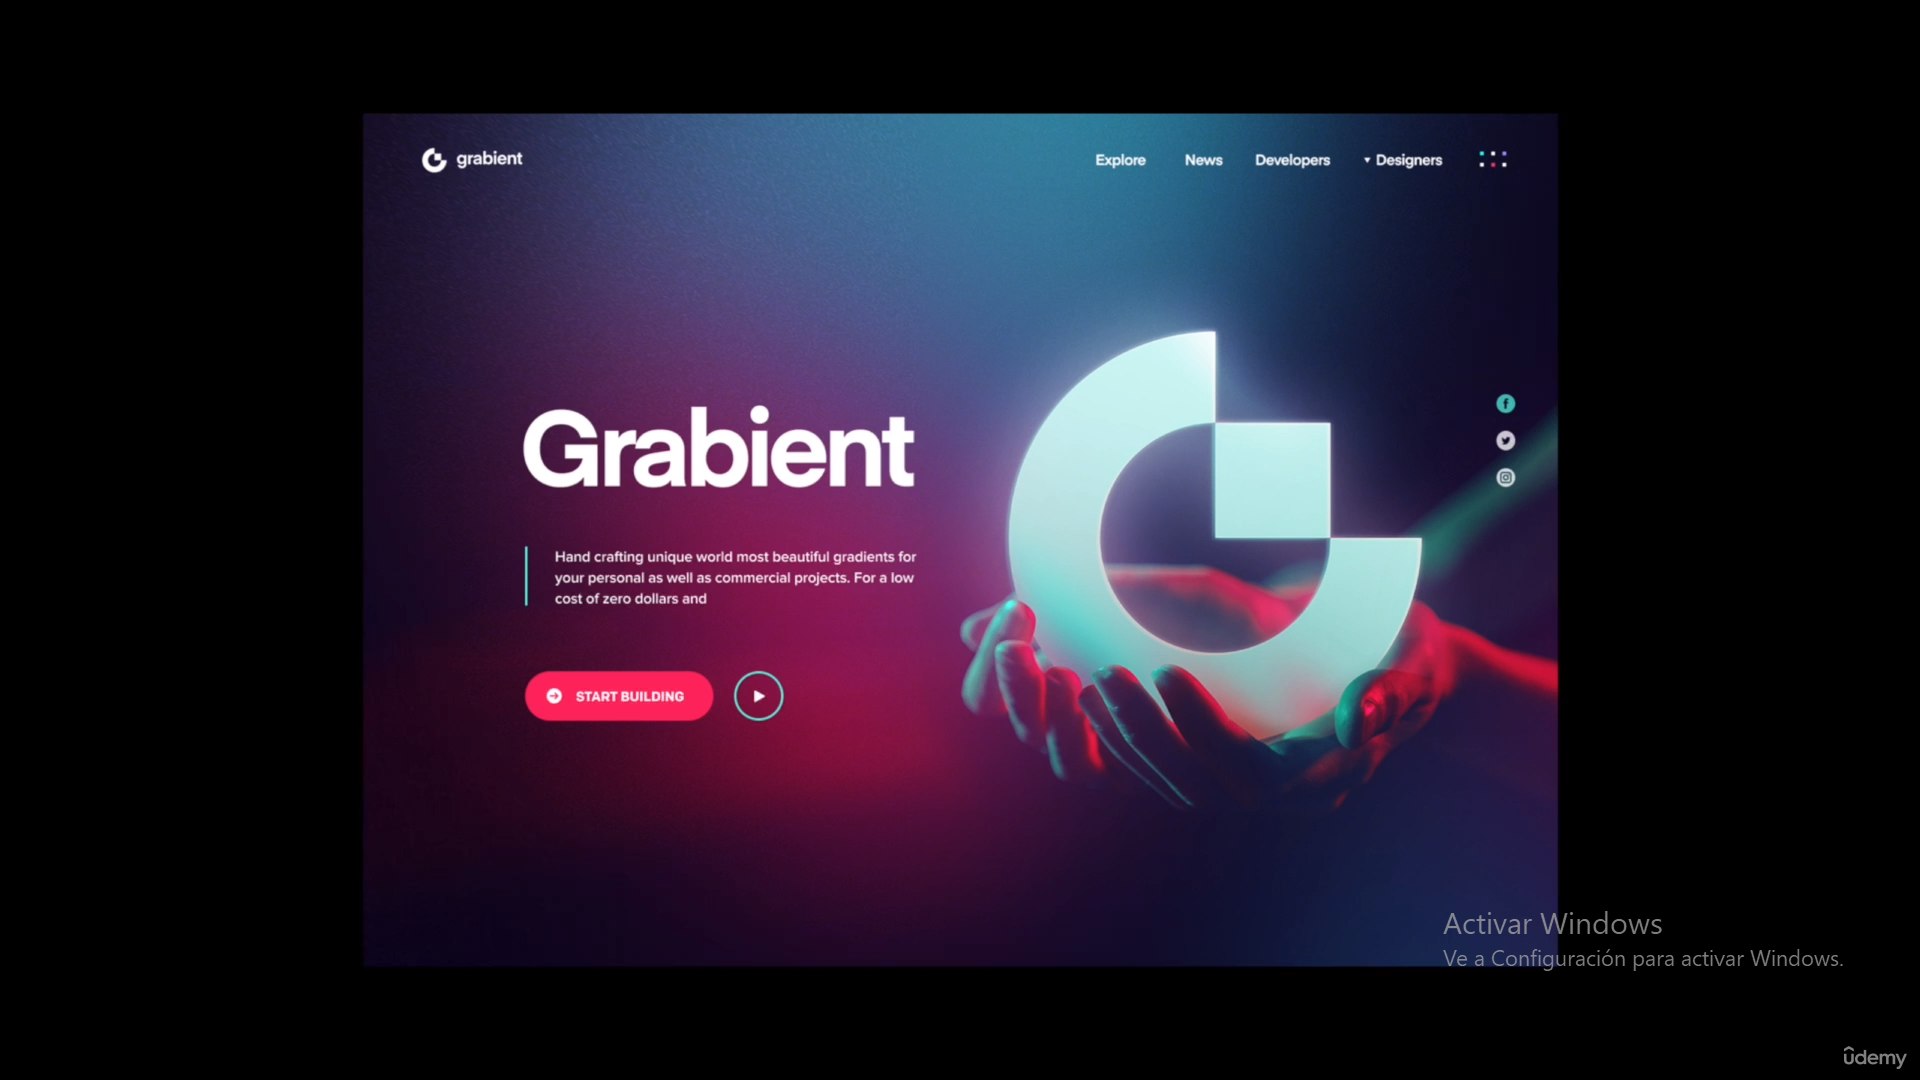 grabient
Explore
News
Developers
Designers
Grabient
Hand crafting unique world most beautiful gradients for
your personal as well as commercial projects. For a low
cost of zero dollars and
START BUILDING
Activar Windows
Ve a Configuración para activar Windows.
ûdemy